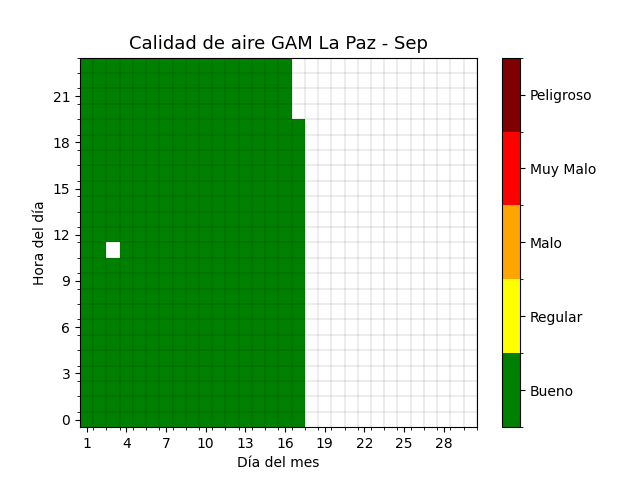 Calidad de aire GAM La Paz - Sep
Hora del día
21
18
15
12
9
6
3
0
1 4 7 10 13 16 19 22 25 28
Día del mes
Peligroso
Muy Malo
Malo
Regular
Bueno